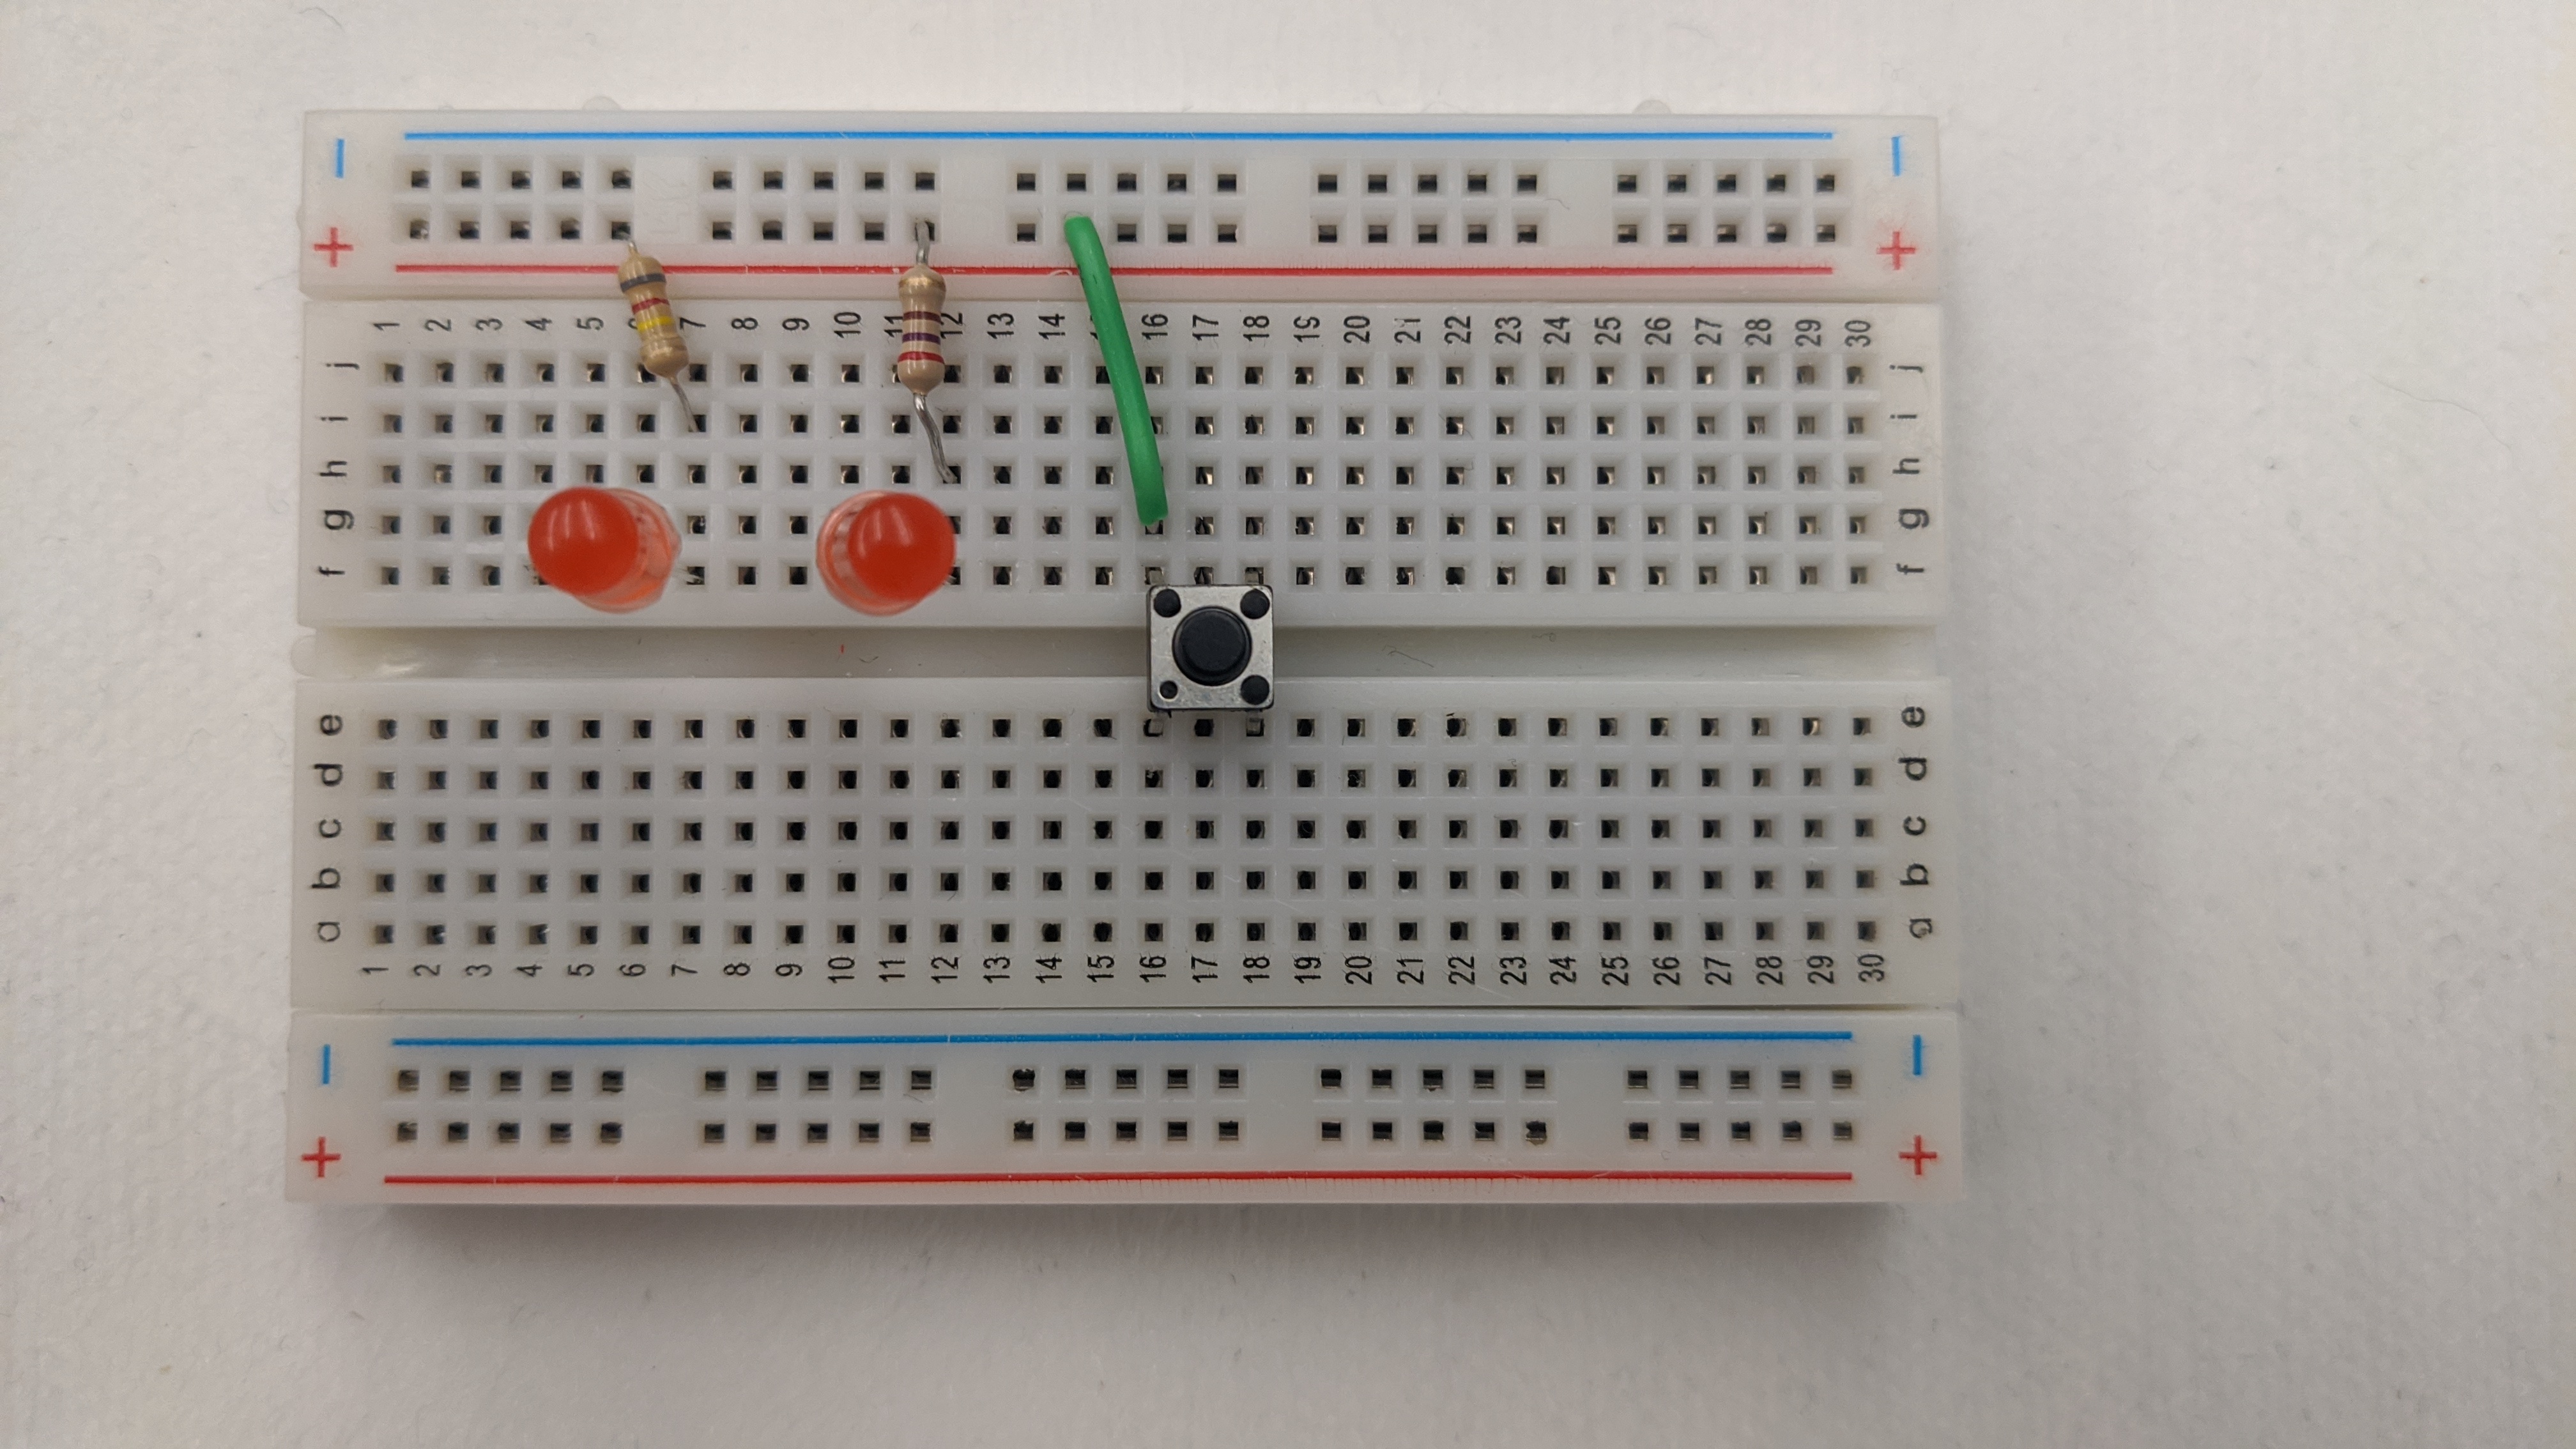 − −
+ +
1 2 3 4 5 7 8 9 10 11 12 13 14 16 17 18 19 20 21 22 23 24 25 26 27 28 29 30
j j
i i
h h
g g
f f
e e
d d
c c
b b
a a
1 2 3 4 5 6 7 8 9 10 11 12 13 14 15 16 17 18 19 20 21 22 23 24 25 26 27 28 29 30
− −
+ +